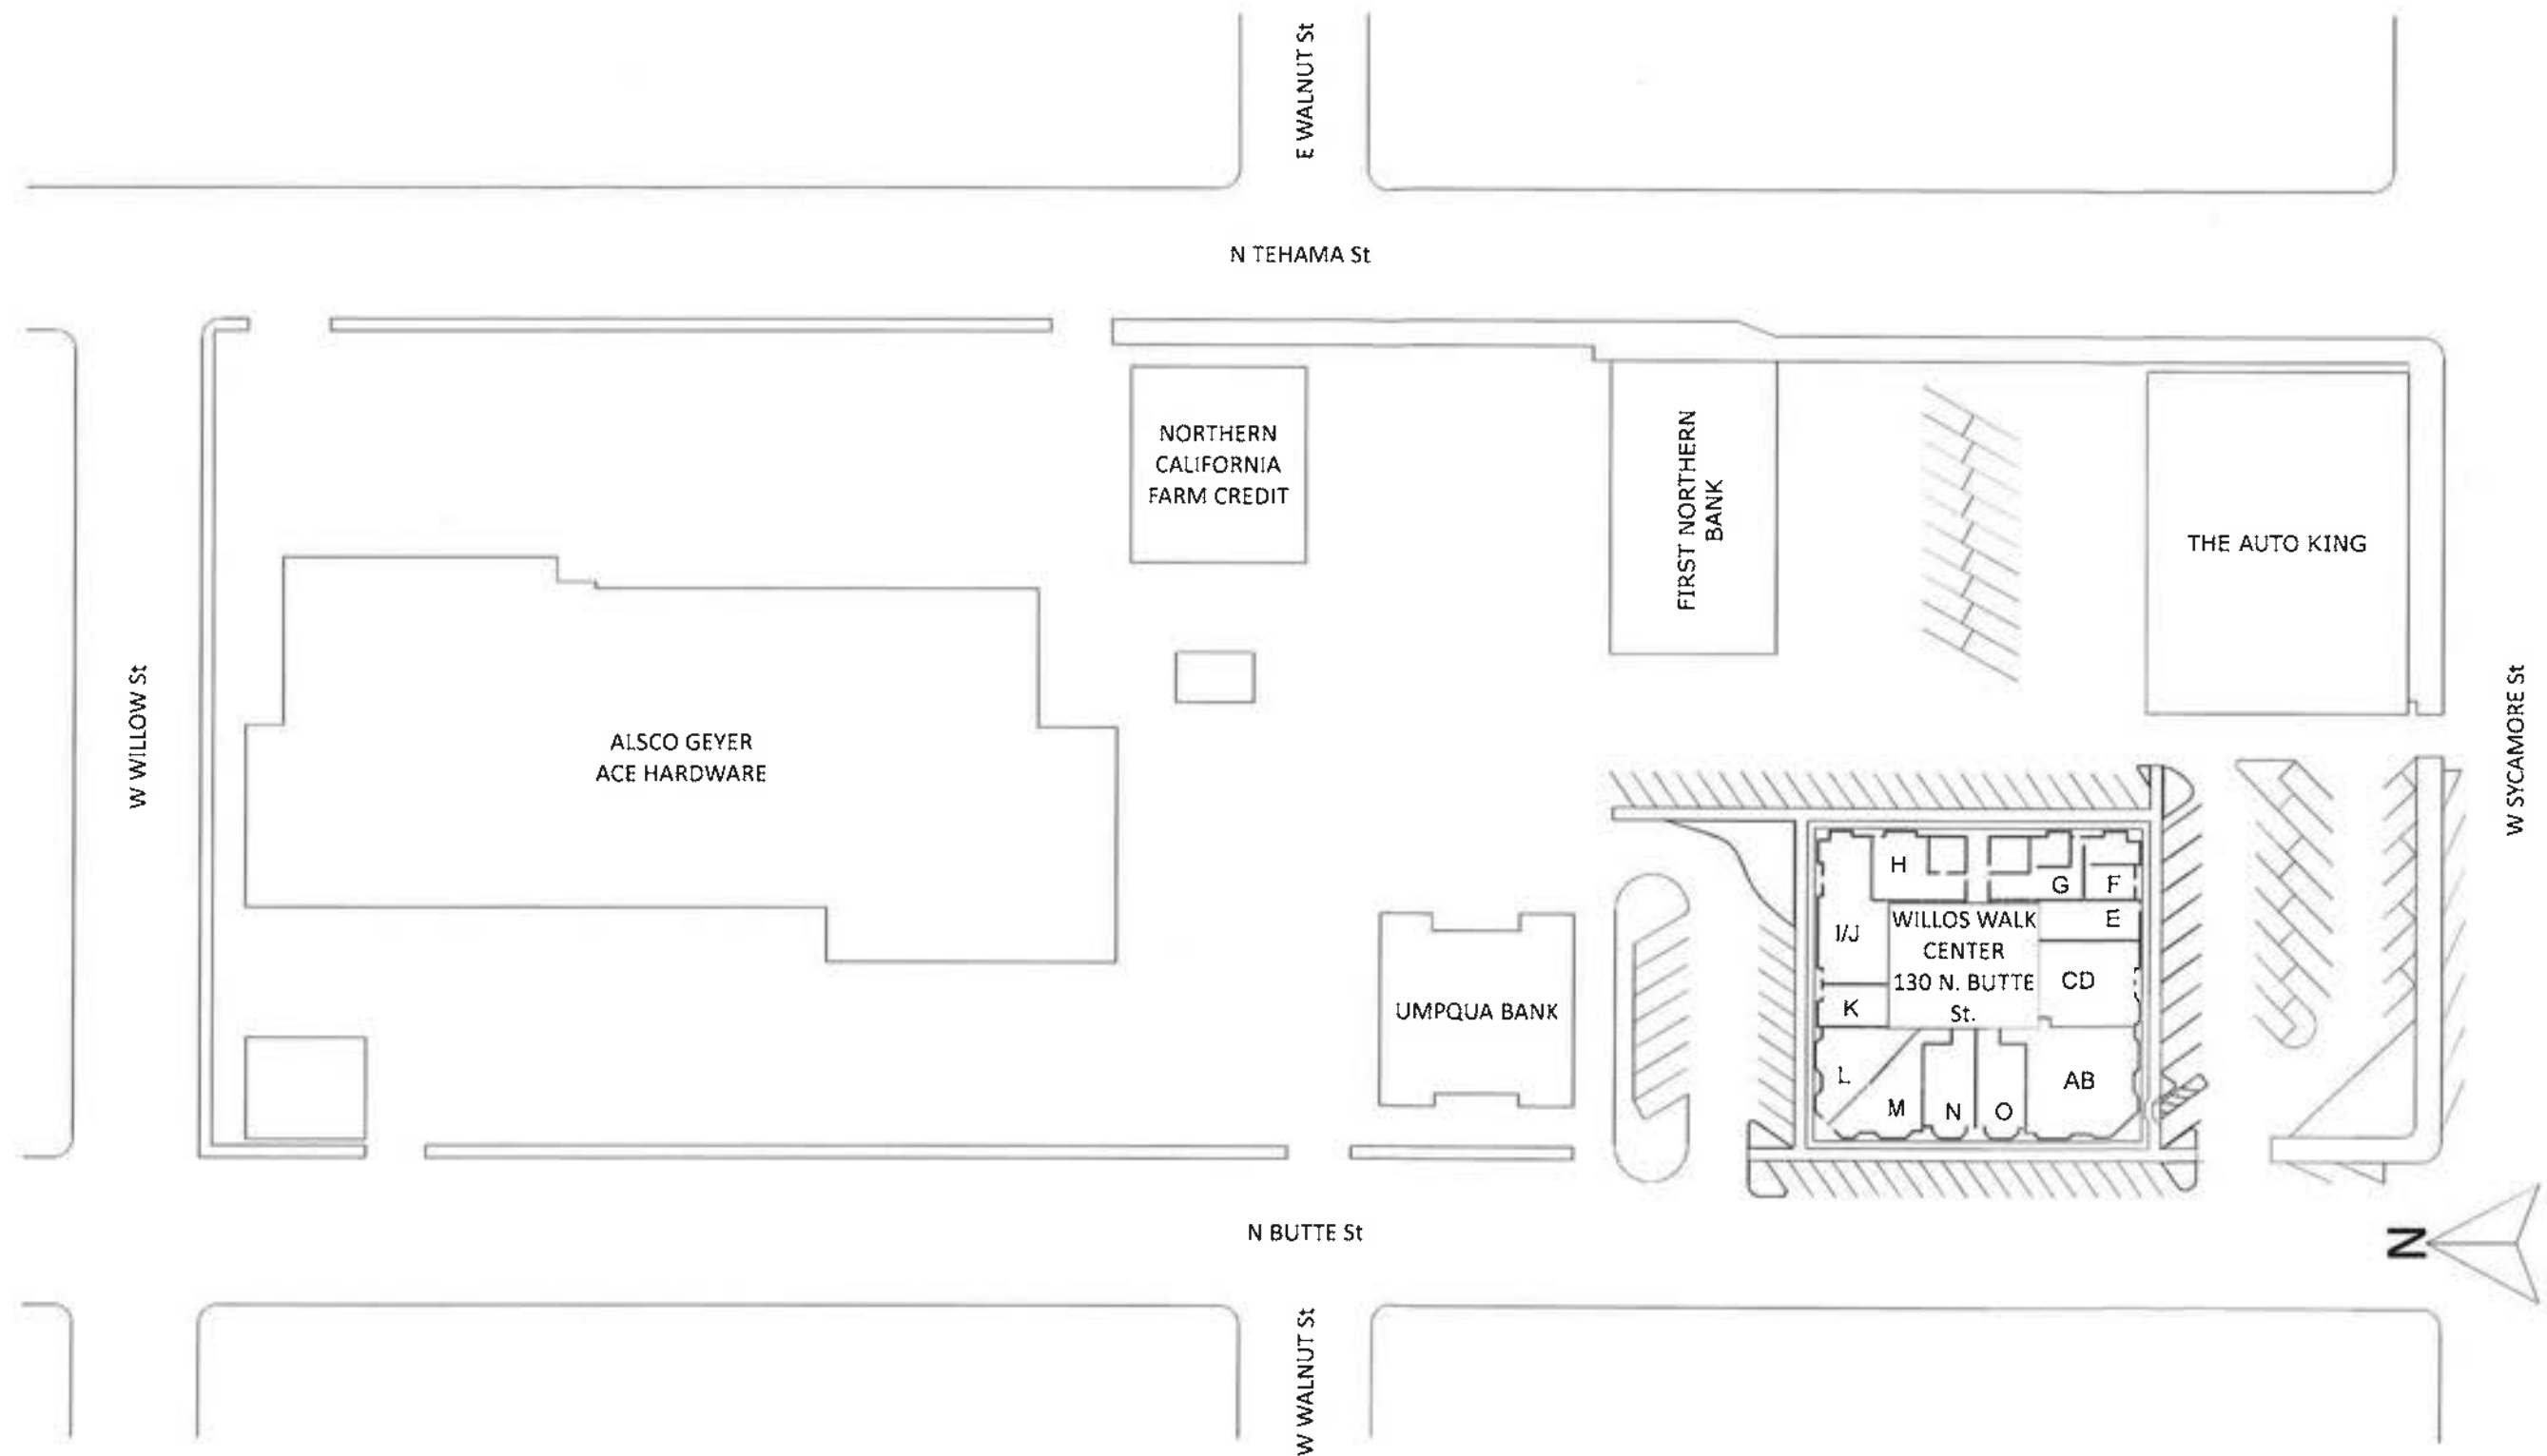 E WALNUT St
N TEHAMA St
NORTHERN
CALIFORNIA
FARM CREDIT
FIRST NORTHERN
BANK
THE AUTO KING
W WILLOW St
ALSCO GEYER
ACE HARDWARE
W SYCAMORE St
H
G
F
E
I/J
WILLOS WALK
CENTER
130 N. BUTTE
St.
CD
K
UMPQUA BANK
L
M
N
O
AB
N BUTTE St
N
W WALNUT St